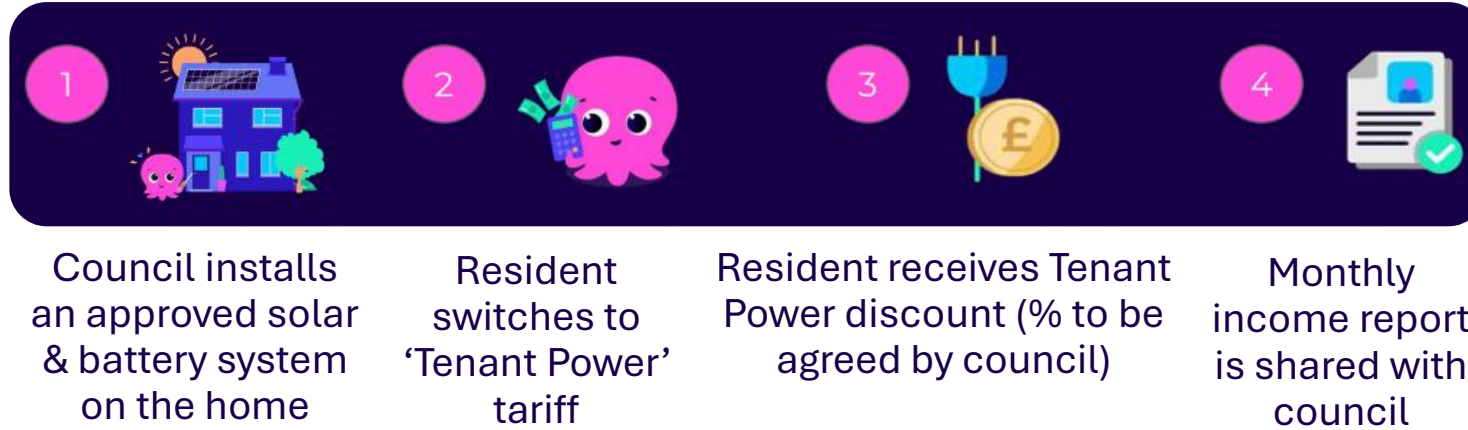 1
2
3
£
4
Council installs
an approved solar
& battery system
on the home
Resident
switches to
‘Tenant Power’
tariff
Resident receives Tenant
Power discount (% to be
agreed by council)
Monthly
income report
is shared with
council